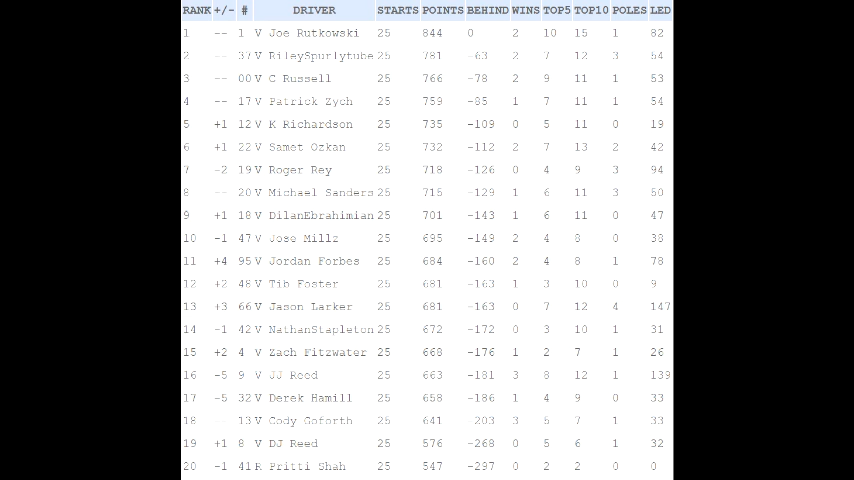 RANK +/- # DRIVER STARTS POINTS BEHIND WINS TOP5 TOP10 POLES LED
1 -- 1 V Joe Rutkowski 25 844 0 2 10 15 1 82
2 -- 37 V RileySpurlytube 25 781 -63 2 7 12 3 54
3 -- 00 V C Russell 25 766 -78 2 9 11 1 53
4 -- 17 V Patrick Zych 25 759 -85 1 7 11 1 54
5 +1 12 V K Richardson 25 735 -109 0 5 11 0 19
6 +1 22 V Samet Ozkan 25 732 -112 2 7 13 2 42
7 -2 19 V Roger Rey 25 718 -126 0 4 9 3 94
8 -- 20 V Michael Sanders 25 715 -129 1 6 11 3 50
9 +1 18 V DilanEbrahimian 25 701 -143 1 6 11 0 47
10 -1 47 V Jose Millz 25 695 -149 2 4 8 0 38
11 +4 95 V Jordan Forbes 25 684 -160 2 4 8 1 78
12 +2 48 V Tib Foster 25 681 -163 1 3 10 0 9
13 +3 66 V Jason Larker 25 681 -163 0 7 12 4 147
14 -1 42 V NathanStapleton 25 672 -172 0 3 10 1 31
15 +2 4 V Zach Fitzwater 25 668 -176 1 2 7 1 26
16 -5 9 V JJ Reed 25 663 -181 3 8 12 1 139
17 -5 32 V Derek Hamill 25 658 -186 1 4 9 0 33
18 -- 13 V Cody Goforth 25 641 -203 3 5 7 1 33
19 +1 8 V DJ Reed 25 576 -268 0 5 6 1 32
20 -1 41 R Pritti Shah 25 547 -297 0 2 2 0 0